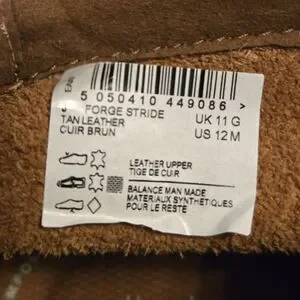 5 050410 449086 >
FORGE STRIDE UK 11 G
TAN LEATHER US 12 M
CUIR BRUN
LEATHER UPPER
TIGE DE CUIR
BALANCE MAN MADE
MATERIAUX SYNTHETIQUES
POUR LE RESTE